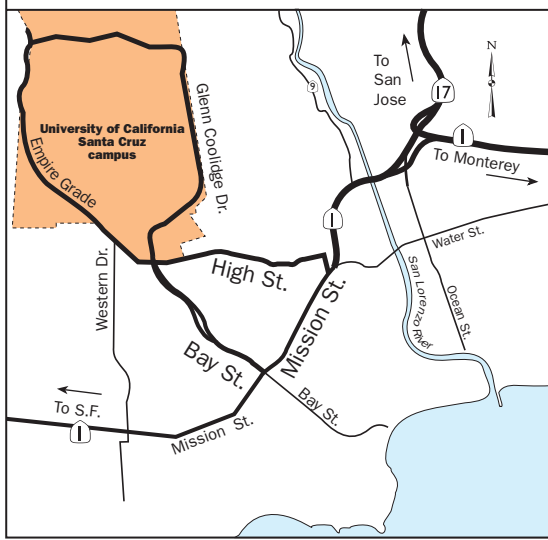 To
San
Jose
N
9
17
1
To Monterey
University of California
Santa Cruz
campus
Glenn Coolidge Dr.
Empire Grade
1
Water St.
High St.
Western Dr.
San Lorenzo
River
Ocean St.
Mission St.
Bay St.
Bay St.
To S.F.
1
Mission St.